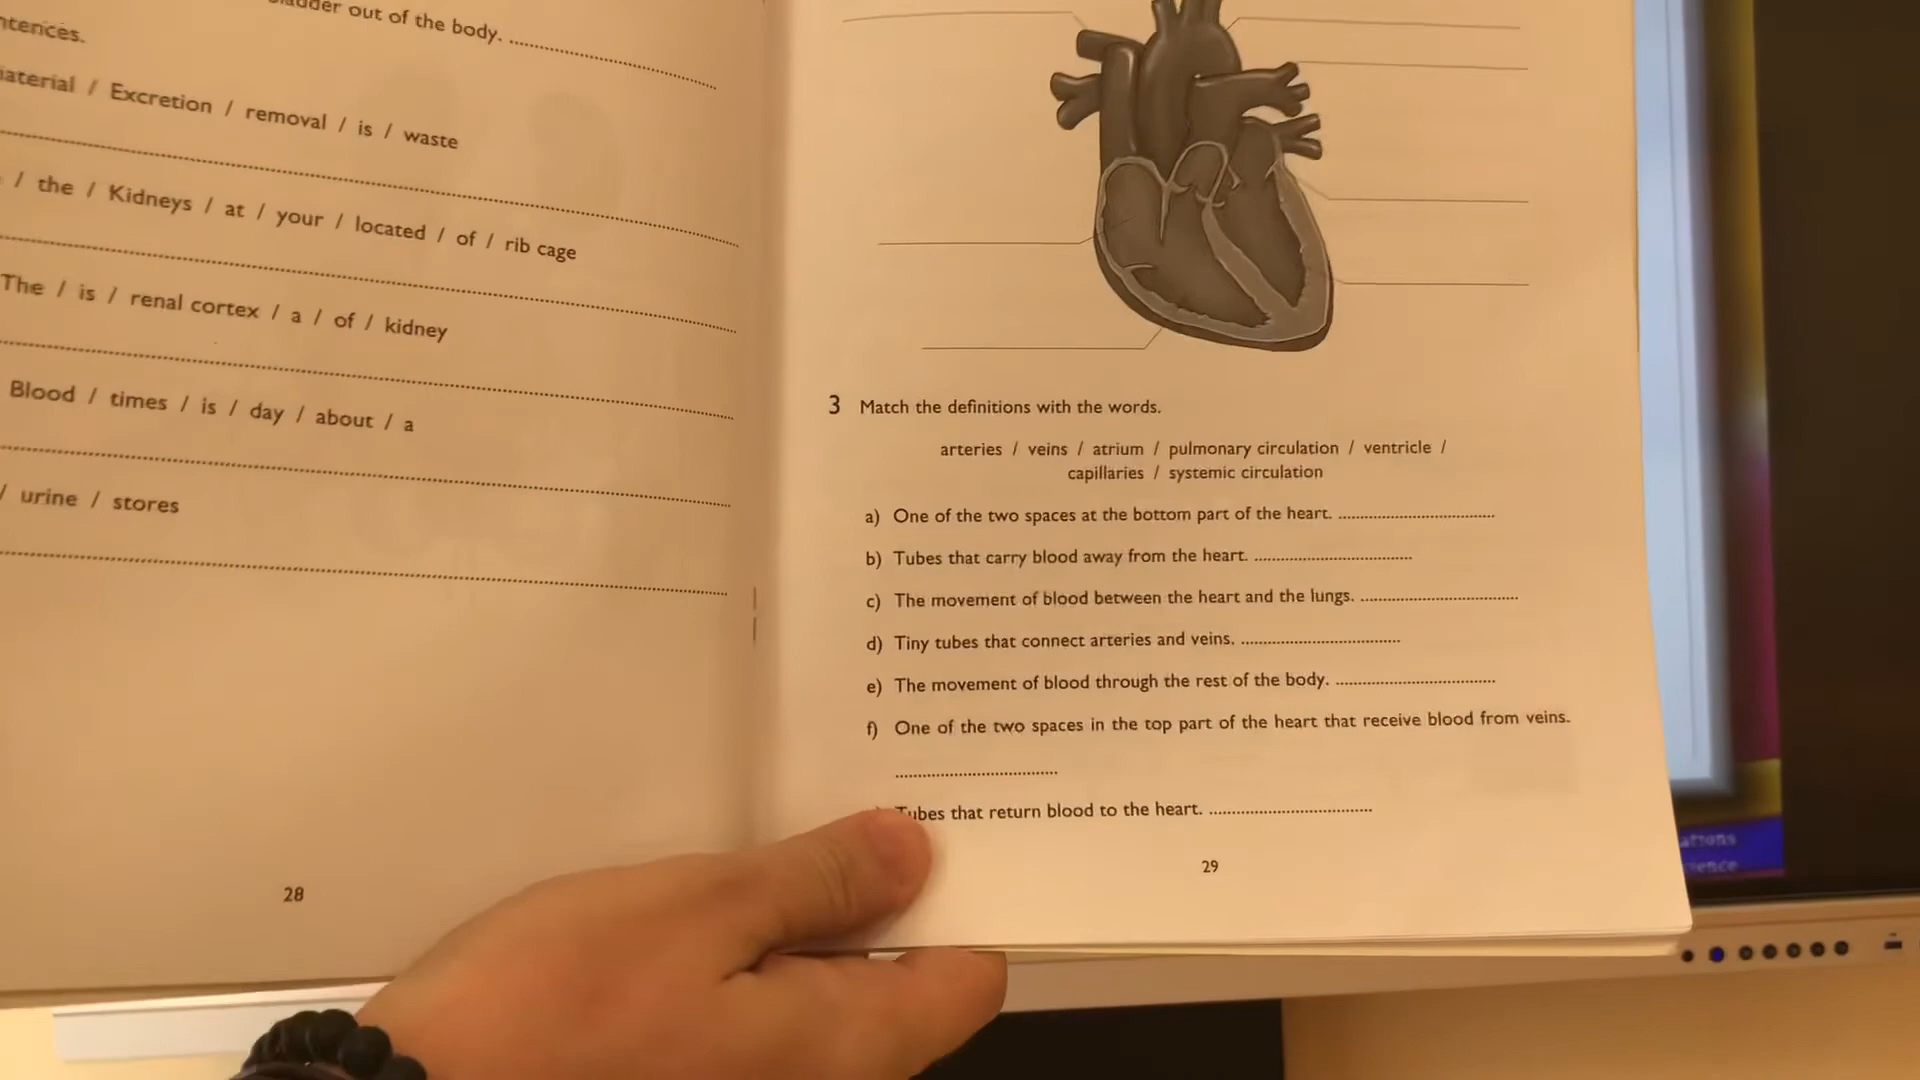 out of the body.
Excretion / removal / is / waste
/ the / Kidneys / at / your / located / of / rib cage
The / is / renal cortex / a / of / kidney
Blood / times / is / day / about / a
/ urine / stores
28
3 Match the definitions with the words.
arteries / veins / atrium / pulmonary circulation / ventricle /
capillaries / systemic circulation
a) One of the two spaces at the bottom part of the heart.
b) Tubes that carry blood away from the heart.
c) The movement of blood between the heart and the lungs.
d) Tiny tubes that connect arteries and veins.
e) The movement of blood through the rest of the body.
f) One of the two spaces in the top part of the heart that receive blood from veins.
Tubes that return blood to the heart.
29